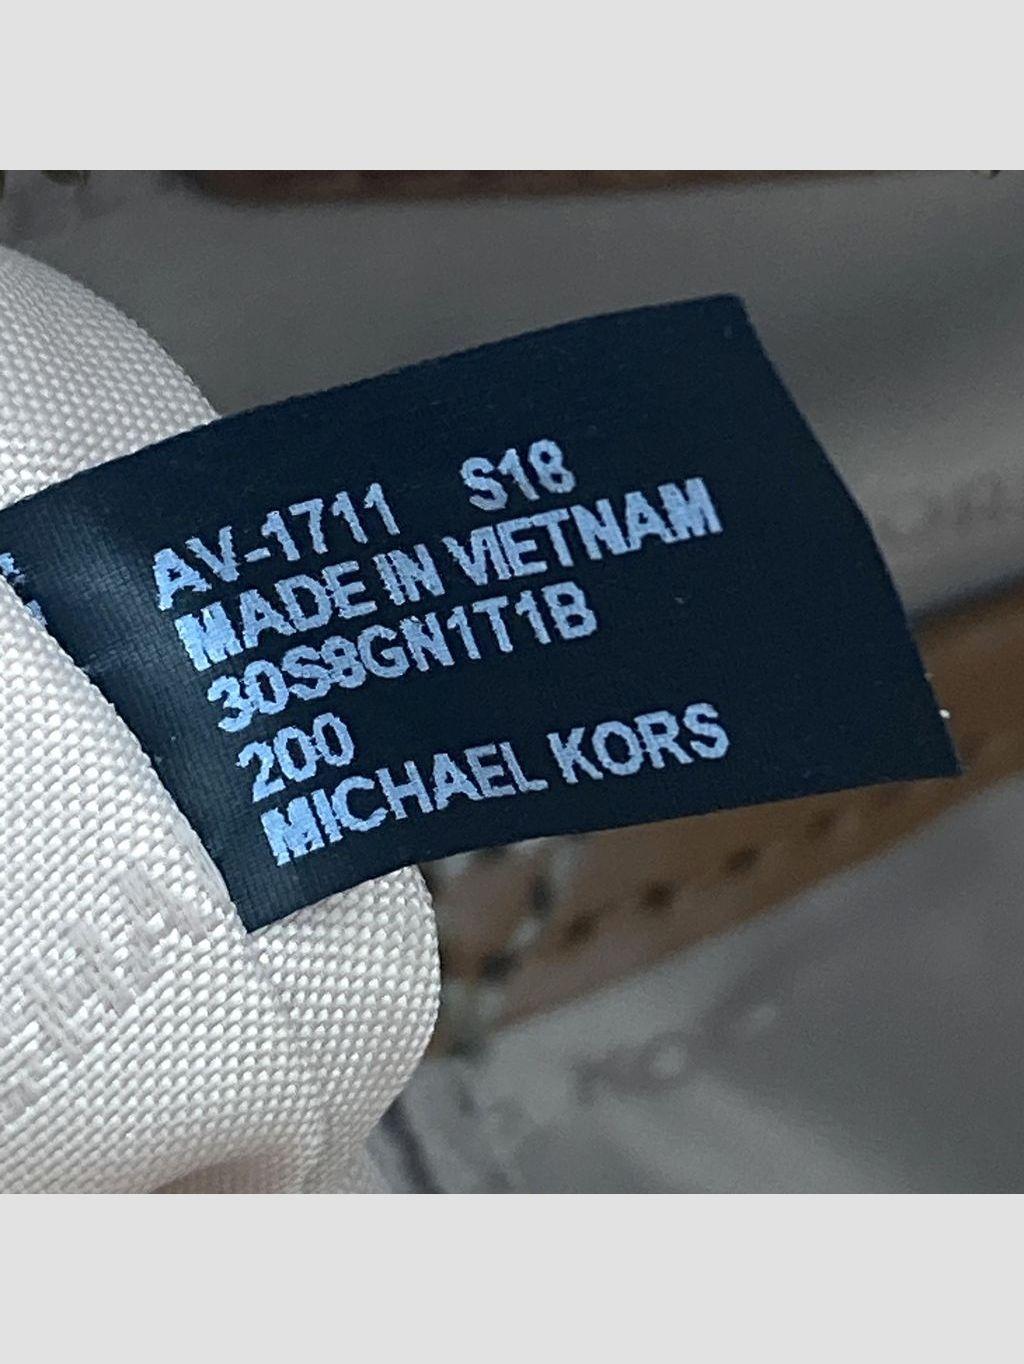 AV-1711 S18
MADE IN VIETNAM
30S8GN1T1B
200
MICHAEL KORS